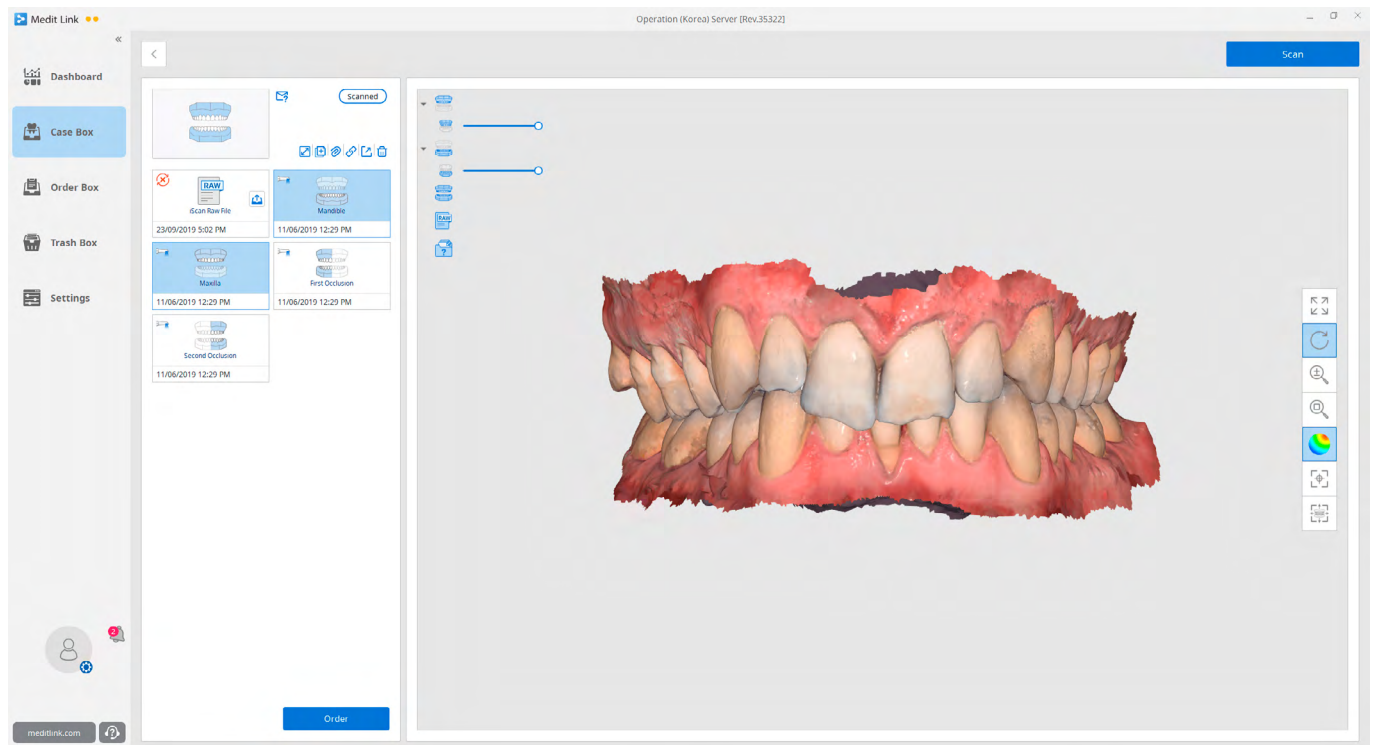 Medit Link
Operation (Korea) Server [Rev.35322]
Scan
Dashboard
Case Box
Order Box
Trash Box
Settings
Scanned
RAW
iScan Raw File
23/09/2019 5:02 PM
Mandible
11/06/2019 12:29 PM
Maxilla
11/06/2019 12:29 PM
First Occlusion
11/06/2019 12:29 PM
Second Occlusion
11/06/2019 12:29 PM
RAW
?
2
Order
meditlink.com